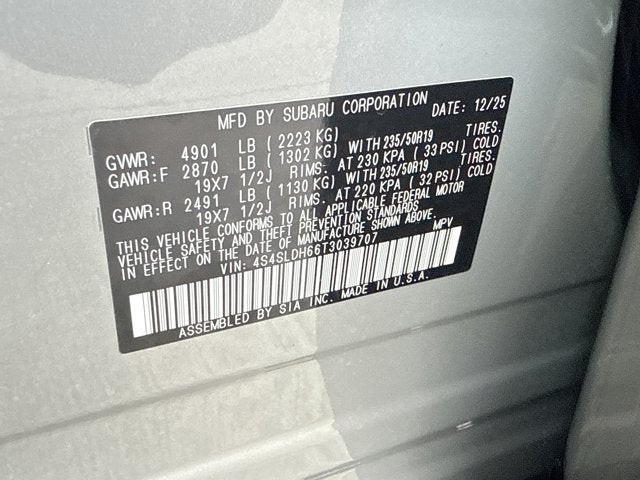 MFD BY SUBARU CORPORATION DATE: 12/25
GVWR: 4901 LB (2223 KG)
GAWR:F 2870 LB (1302 KG) WITH 235/50R19 TIRES.
19X7 1/2J RIMS. AT 230 KPA (33 PSI) COLD
GAWR:R 2491 LB (1130 KG) WITH 235/50R19 TIRES.
19X7 1/2J RIMS. AT 220 KPA (32 PSI) COLD
THIS VEHICLE CONFORMS TO ALL APPLICABLE FEDERAL MOTOR
VEHICLE SAFETY AND THEFT PREVENTION STANDARDS
IN EFFECT ON THE DATE OF MANUFACTURE SHOWN ABOVE.
VIN: 4S4SLDH66T3039707 MPV
ASSEMBLED BY SIA INC. MADE IN U.S.A.